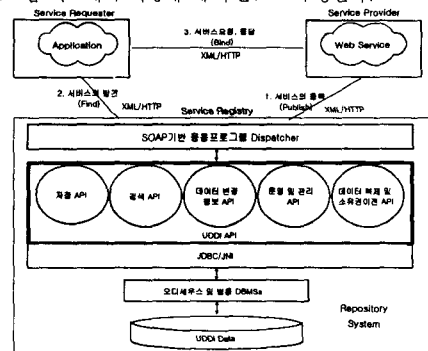 Service Requester
Service Provider
Application
Web Service
3. 서비스요청, 응답
(Bind)
XML/HTTP
2. 서비스의 발견
(Find)
XML/HTTP
1. 서비스의 등록
(Publish)
XML/HTTP
Service Registry
SOAP기반 응용프로그램 Dispatcher
저장 API
검색 API
데이터 변경
정보 API
운영 및 관리
API
데이터 복제 및
소유권이전 API
UDDI API
JDBC/JNI
오디세우스 및 범용 DBMSs
Repository
System
UDDI Data